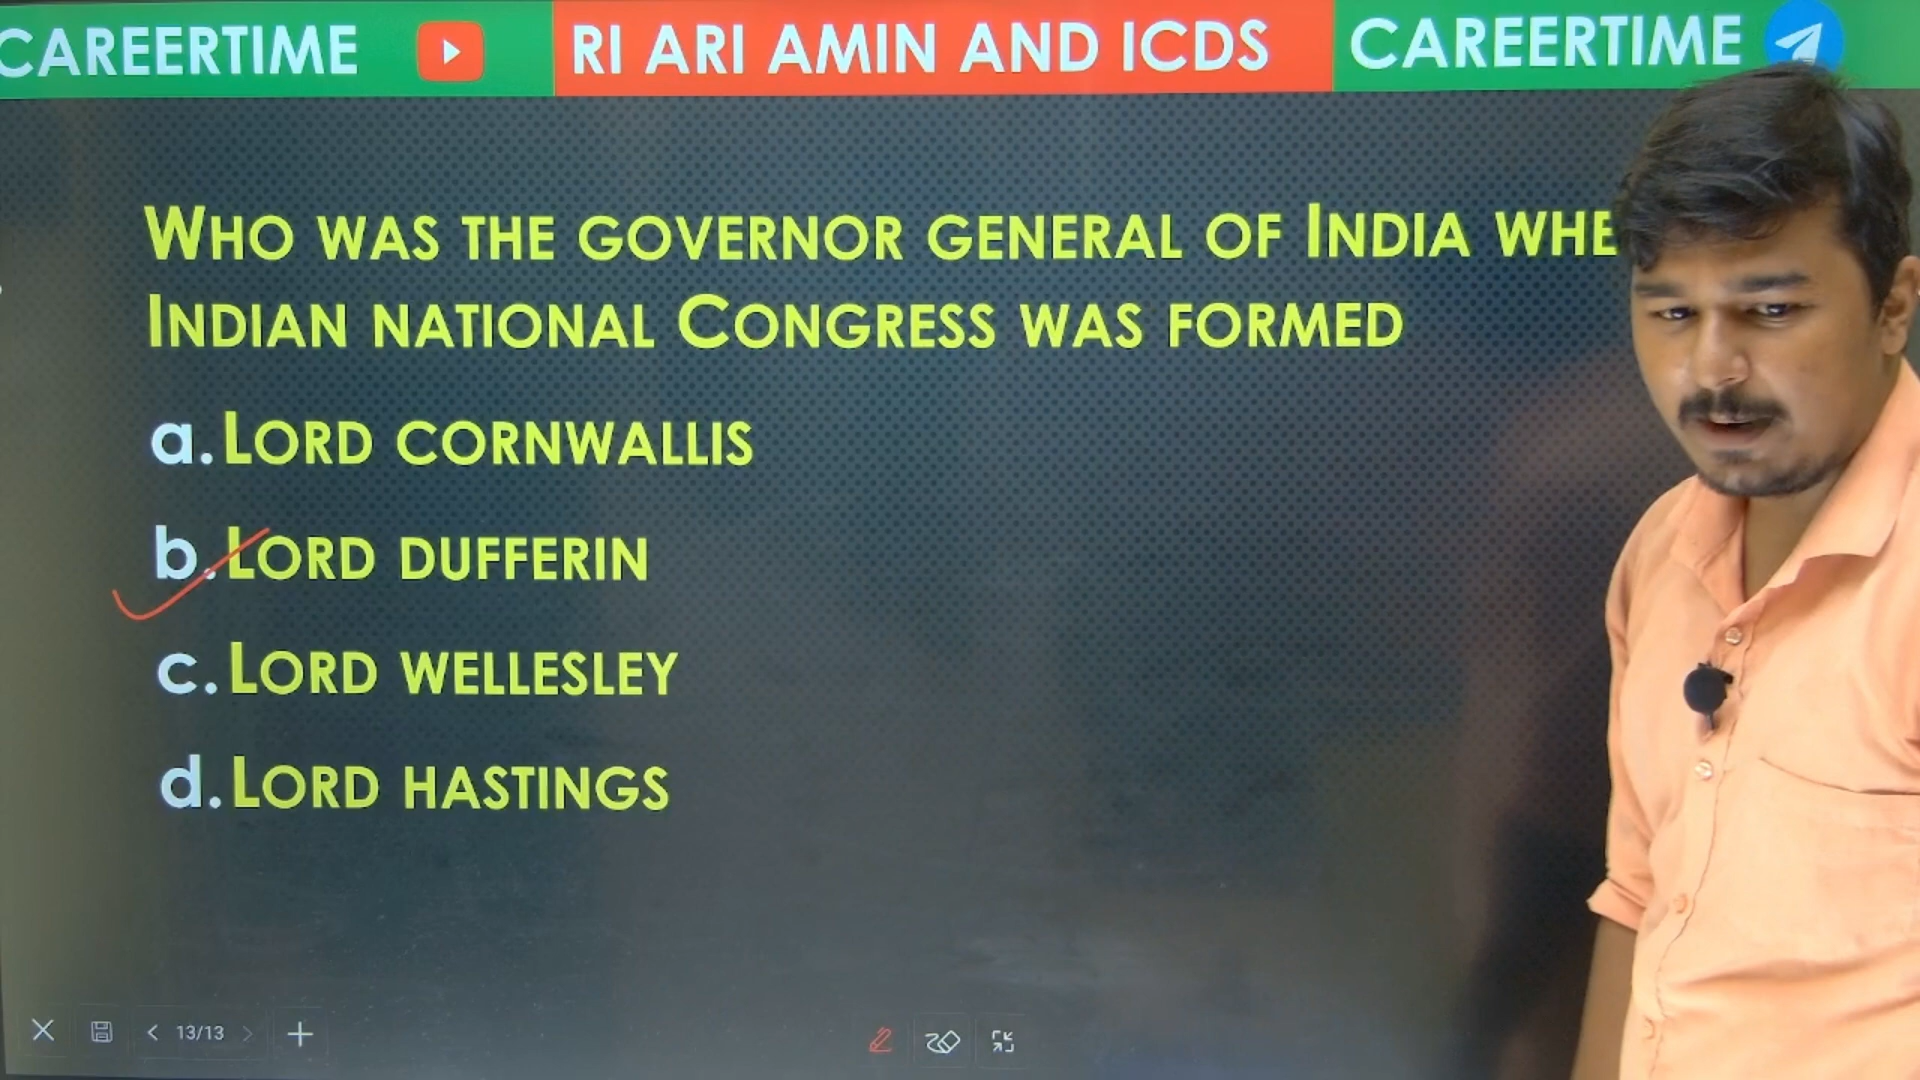 CAREERTIME RI ARI AMIN AND ICDS CAREERTIME
WHO WAS THE GOVERNOR GENERAL OF INDIA WHE
INDIAN NATIONAL CONGRESS WAS FORMED
a. LORD CORNWALLIS
b. LORD DUFFERIN
c. LORD WELLESLEY
d. LORD HASTINGS
13/13